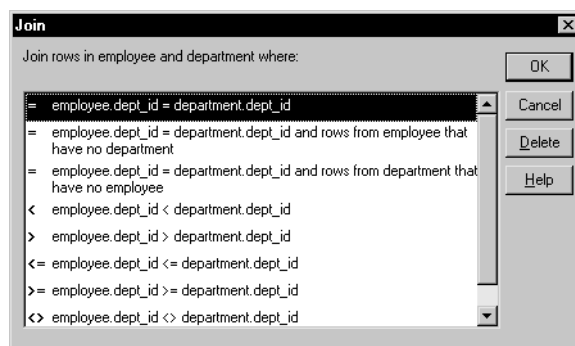 Join
Join rows in employee and department where:
OK
Cancel
Delete
Help
= employee.dept_id = department.dept_id
= employee.dept_id = department.dept_id and rows from employee that
have no department
= employee.dept_id = department.dept_id and rows from department that
have no employee
< employee.dept_id < department.dept_id
> employee.dept_id > department.dept_id
<= employee.dept_id <= department.dept_id
>= employee.dept_id >= department.dept_id
<> employee.dept_id <> department.dept_id